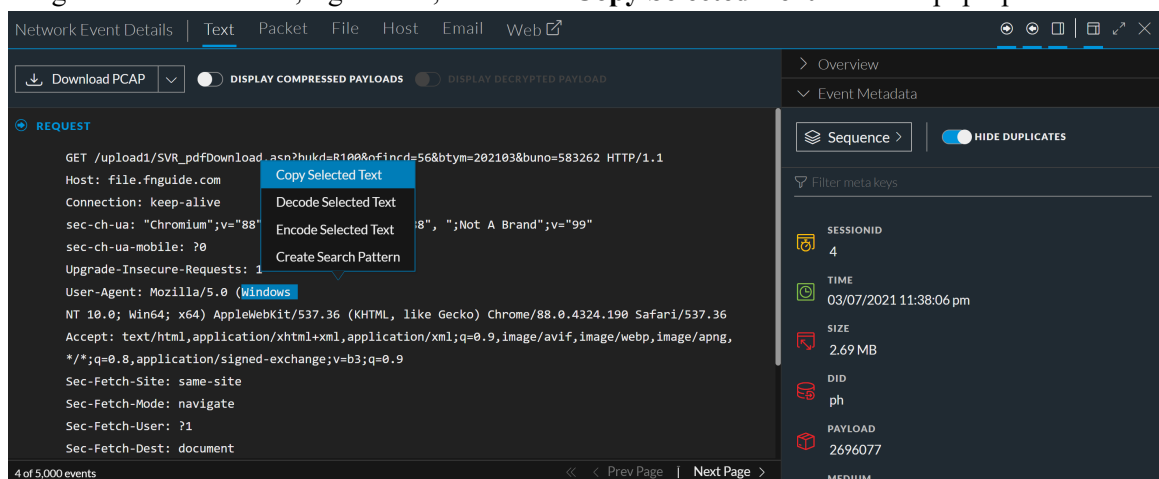 Copy Selected Text
Network Event Details Text Packet File Host Email Web
Download PCAP DISPLAY COMPRESSED PAYLOADS DISPLAY DECRYPTED PAYLOAD
REQUEST
GET /upload1/SVR_pdfDownload.asp?bukd=R100&ofincd=56&btym=202103&buno=583262 HTTP/1.1
Host: file.fnguide.com
Connection: keep-alive
sec-ch-ua: "Chromium";v="88" 8", ";Not A Brand";v="99"
sec-ch-ua-mobile: ?0
Upgrade-Insecure-Requests: 1
User-Agent: Mozilla/5.0 (Windows
NT 10.0; Win64; x64) AppleWebKit/537.36 (KHTML, like Gecko) Chrome/88.0.4324.190 Safari/537.36
Accept: text/html,application/xhtml+xml,application/xml;q=0.9,image/avif,image/webp,image/apng,
*/*;q=0.8,application/signed-exchange;v=b3;q=0.9
Sec-Fetch-Site: same-site
Sec-Fetch-Mode: navigate
Sec-Fetch-User: ?1
Sec-Fetch-Dest: document
Copy Selected Text
Decode Selected Text
Encode Selected Text
Create Search Pattern
4 of 5,000 events
<< < Prev Page | Next Page >
> Overview
Event Metadata
Sequence > HIDE DUPLICATES
Filter meta keys
SESSIONID
4
TIME
03/07/2021 11:38:06 pm
SIZE
2.69 MB
DID
ph
PAYLOAD
2696077
MEDIUM